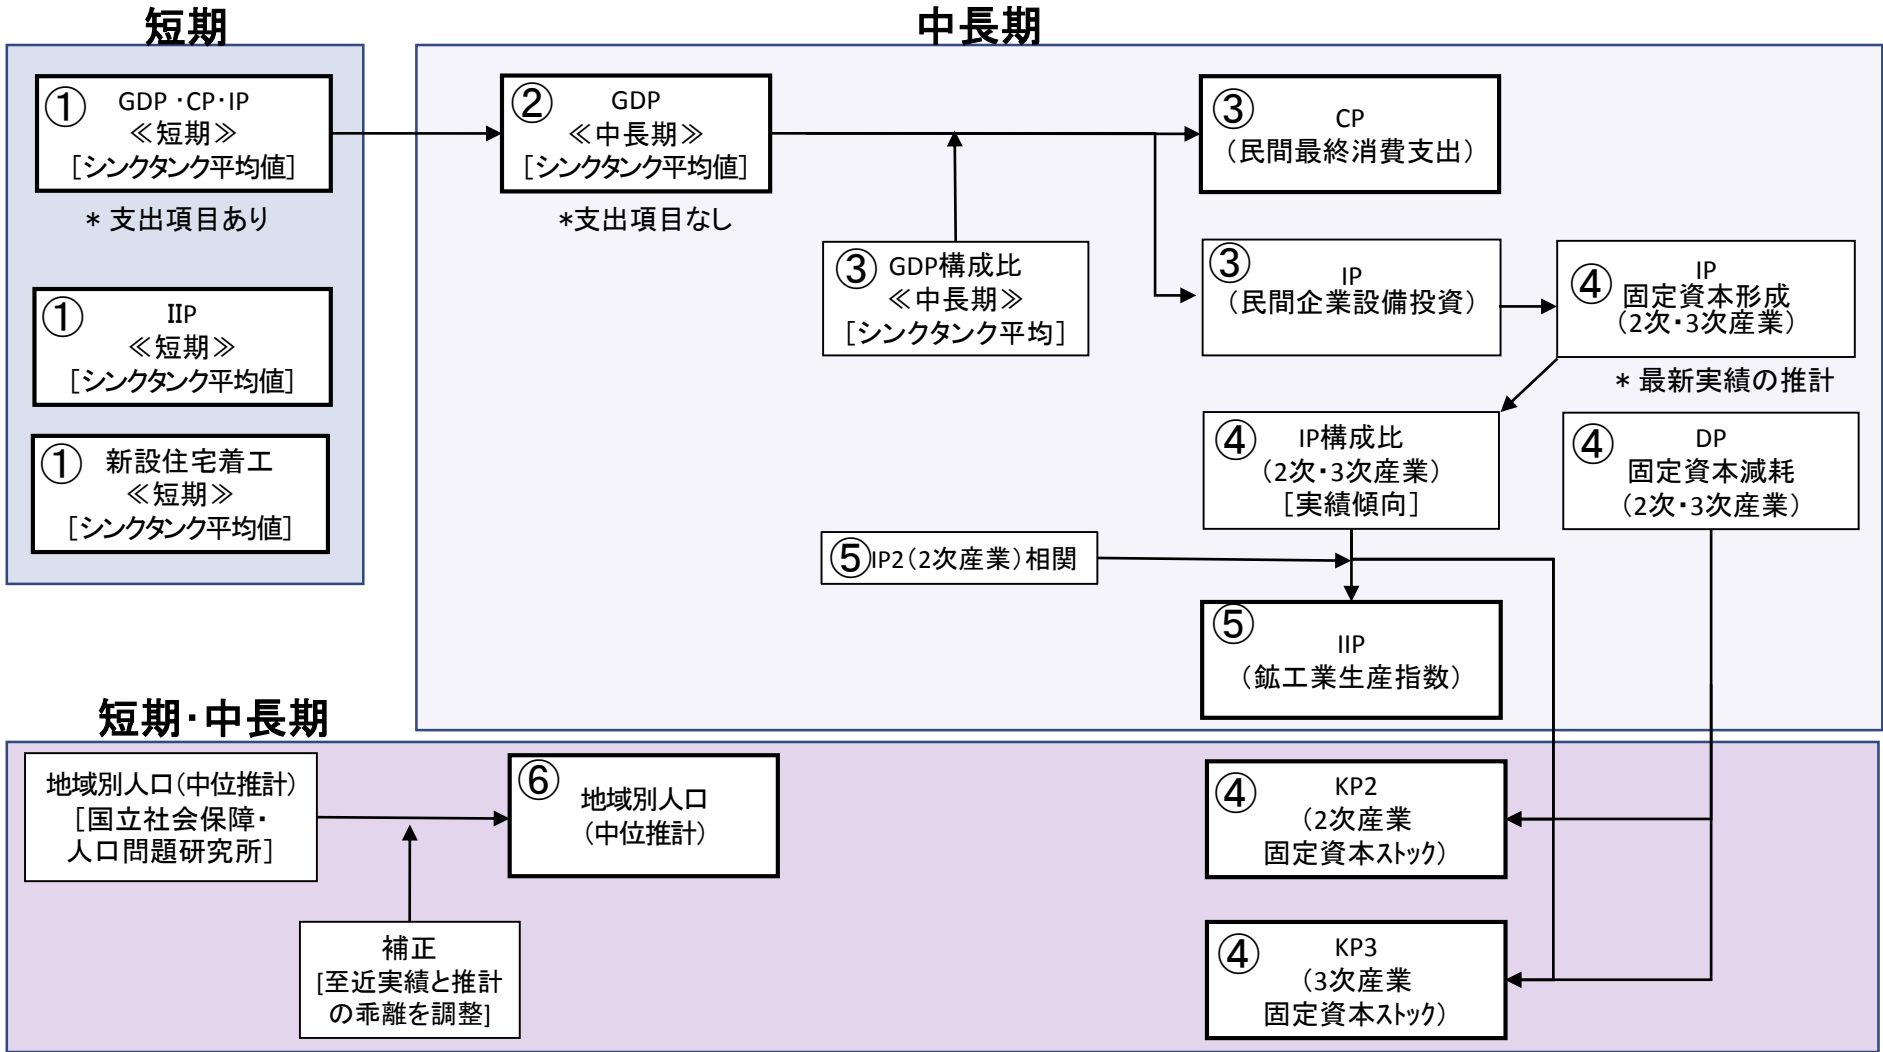 短期
①
GDP・CP・IP
≪短期≫
[シンクタンク平均値]
* 支出項目あり
①
IIP
≪短期≫
[シンクタンク平均値]
①
新設住宅着工
≪短期≫
[シンクタンク平均値]
中長期
②
GDP
≪中長期≫
[シンクタンク平均値]
*支出項目なし
③
CP
（民間最終消費支出）
③
GDP構成比
≪中長期≫
[シンクタンク平均]
③
IP
（民間企業設備投資）
④
IP
固定資本形成
（2次・3次産業）
* 最新実績の推計
④
IP構成比
（2次・3次産業）
[実績傾向]
④
DP
固定資本減耗
（2次・3次産業）
⑤IP2（2次産業）相関
⑤
IIP
（鉱工業生産指数）
短期・中長期
地域別人口（中位推計）
[国立社会保障・
人口問題研究所]
⑥
地域別人口
（中位推計）
補正
[至近実績と推計
の乖離を調整]
④
KP2
（2次産業
固定資本ストック）
④
KP3
（3次産業
固定資本ストック）